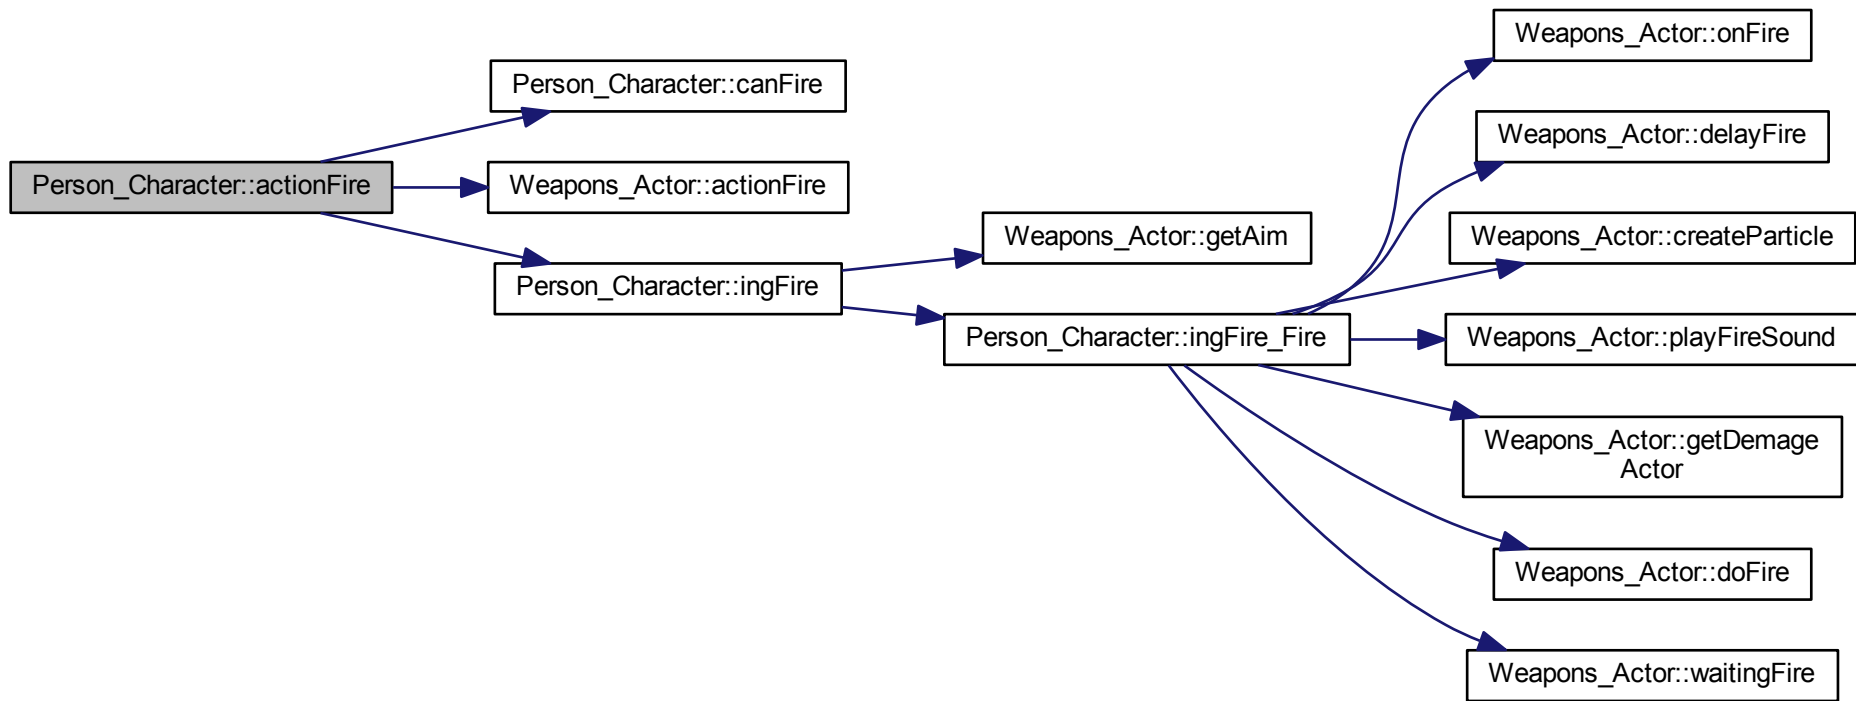 Person_Character::actionFire
Person_Character::canFire
Weapons_Actor::actionFire
Person_Character::ingFire
Weapons_Actor::getAim
Person_Character::ingFire_Fire
Weapons_Actor::onFire
Weapons_Actor::delayFire
Weapons_Actor::createParticle
Weapons_Actor::playFireSound
Weapons_Actor::getDemage
Actor
Weapons_Actor::doFire
Weapons_Actor::waitingFire